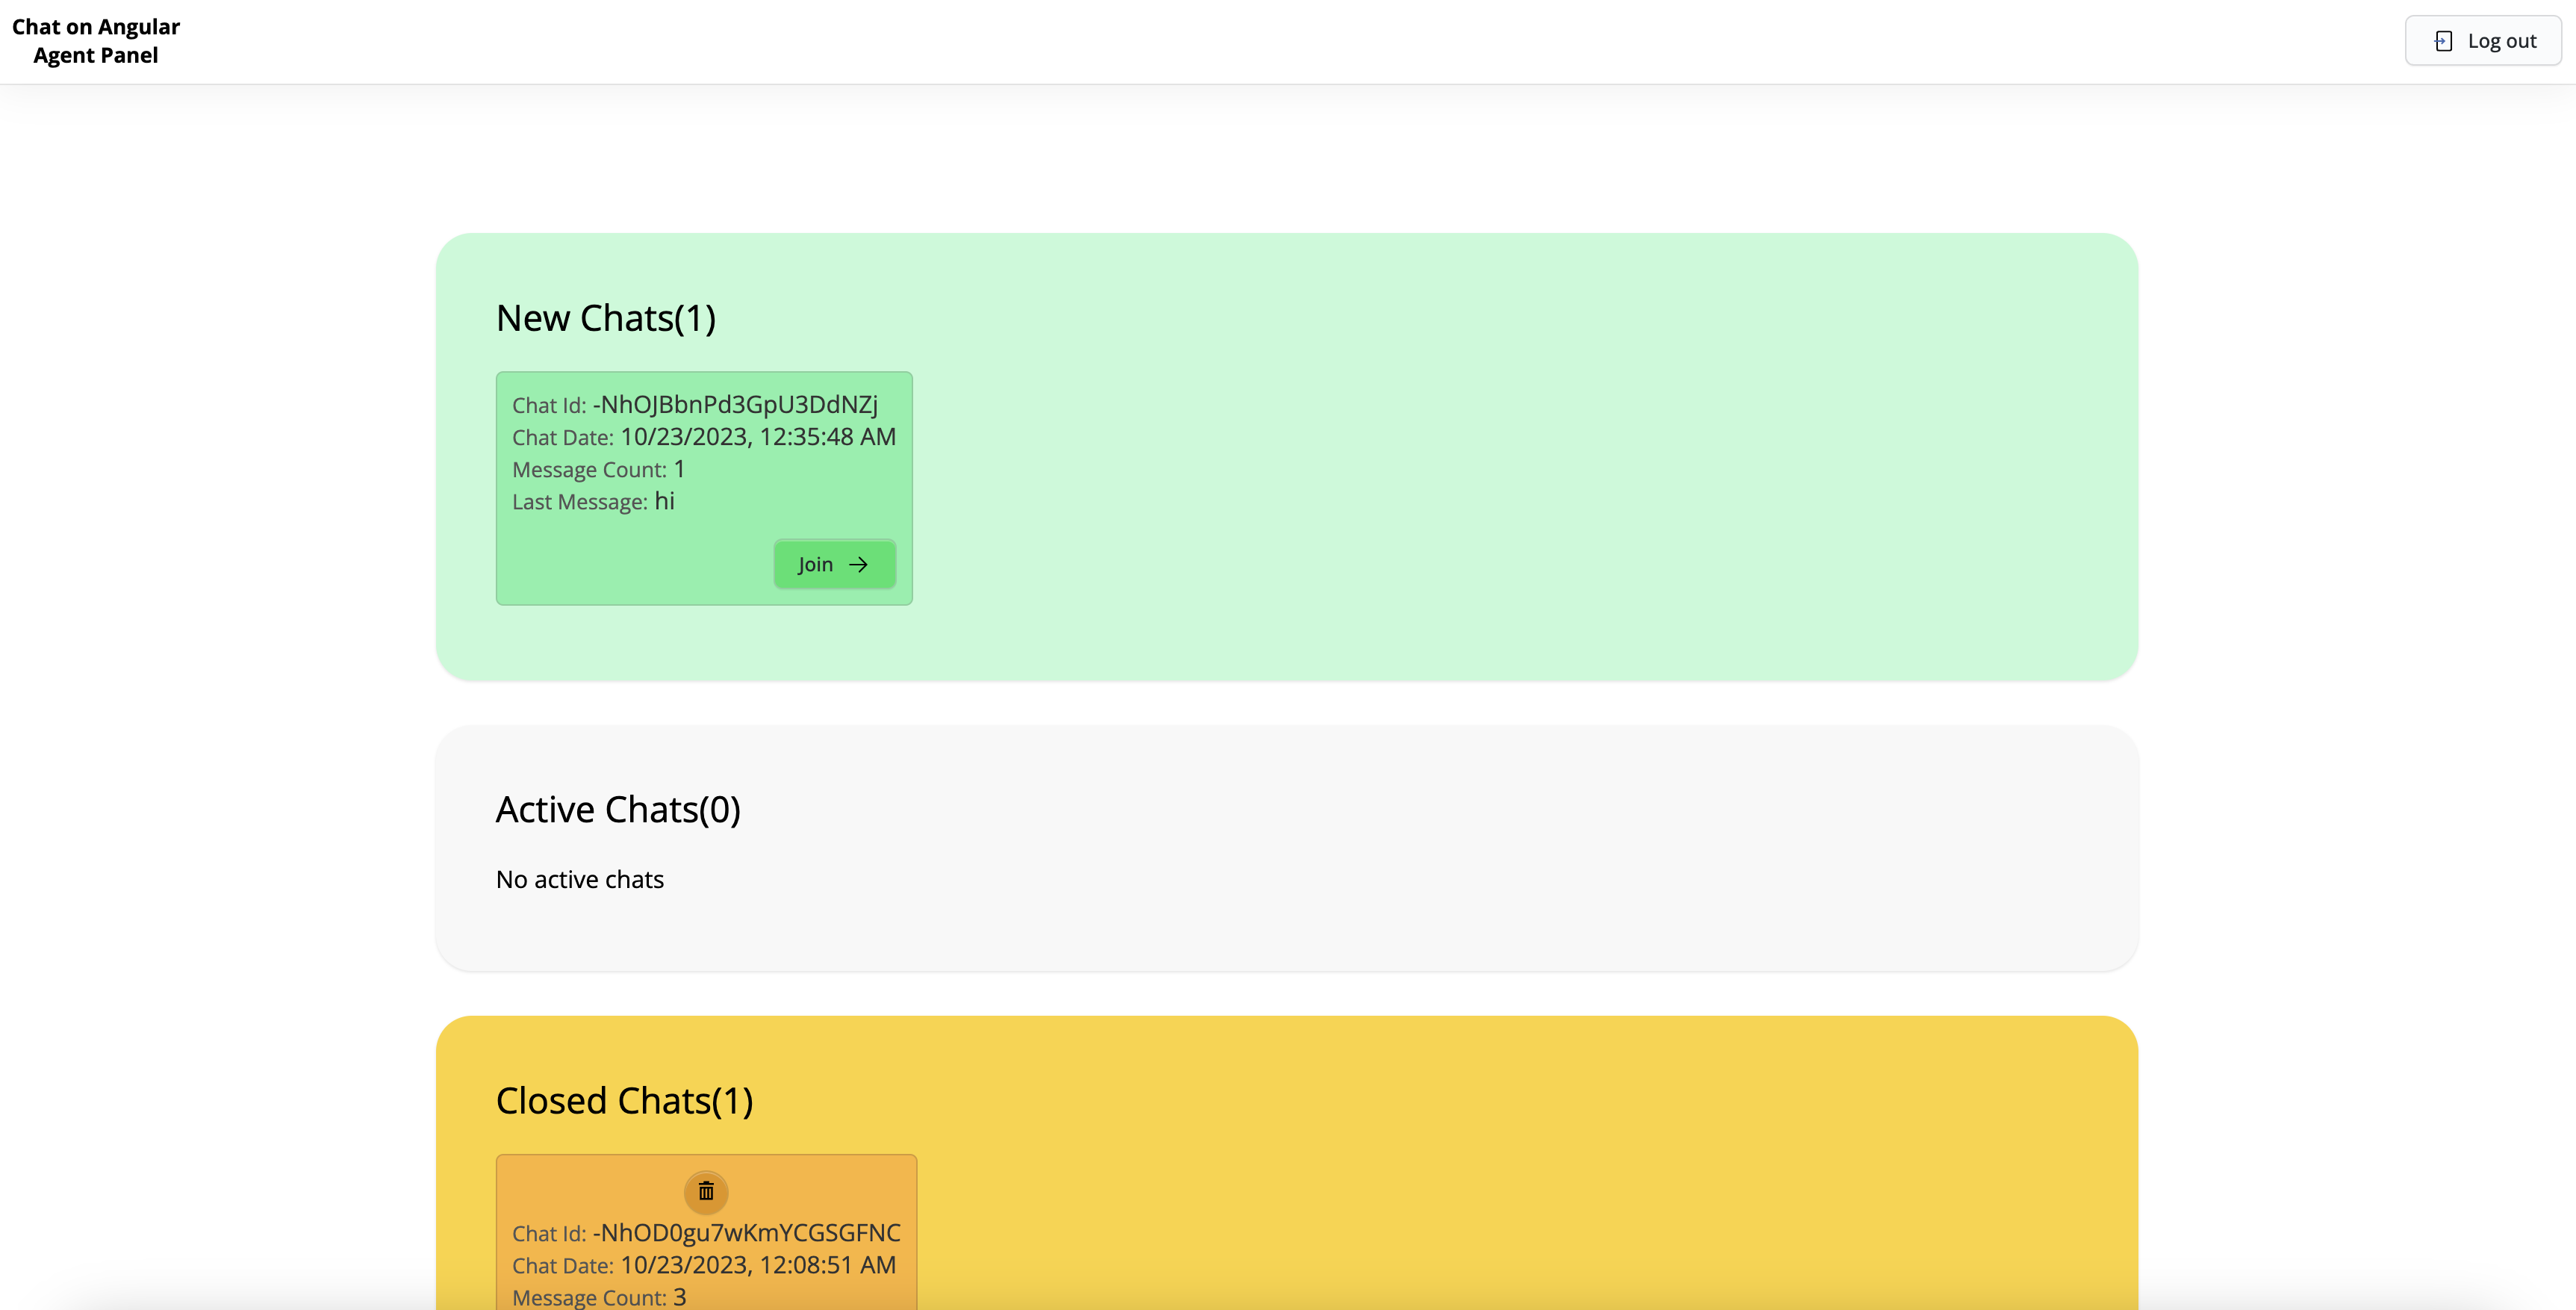 Chat on Angular
Agent Panel
Log out
New Chats(1)
Chat Id: -NhOJBbnPd3GpU3DdNZj
Chat Date: 10/23/2023, 12:35:48 AM
Message Count: 1
Last Message: hi
Join
Active Chats(0)
No active chats
Closed Chats(1)
Chat Id: -NhOD0gu7wKmYCGSGFNC
Chat Date: 10/23/2023, 12:08:51 AM
Message Count: 3